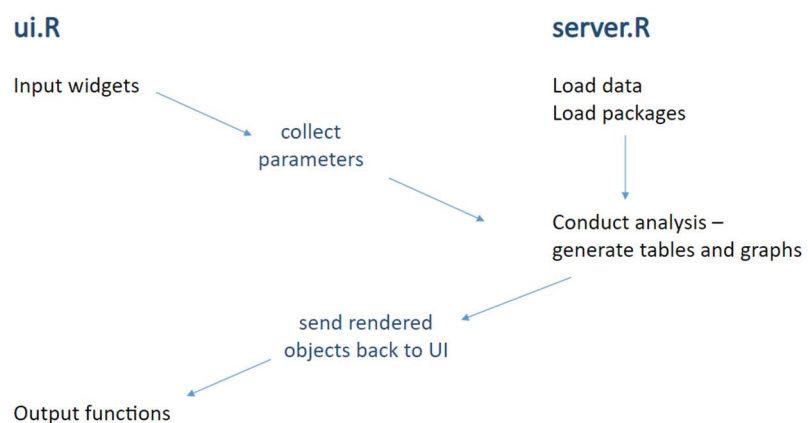 ui.R
server.R
Input widgets
Load data
Load packages
collect
parameters
Conduct analysis –
generate tables and graphs
send rendered
objects back to UI
Output functions